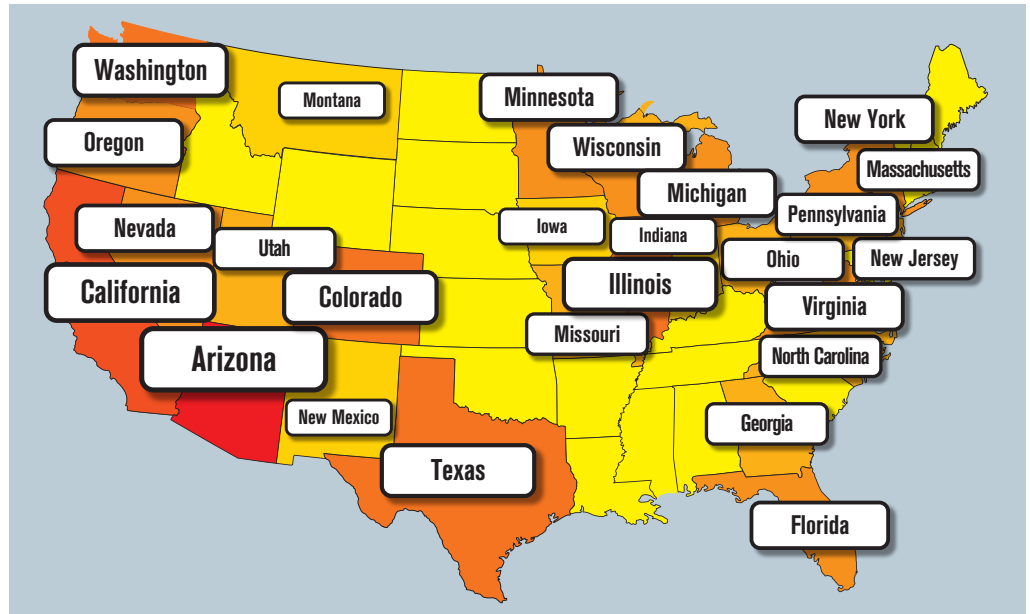 Washington
Montana
Minnesota
New York
Oregon
Wisconsin
Massachusetts
Michigan
Pennsylvania
Nevada
Iowa
Indiana
Utah
Ohio
New Jersey
California
Colorado
Illinois
Virginia
Missouri
Arizona
North Carolina
New Mexico
Georgia
Texas
Florida